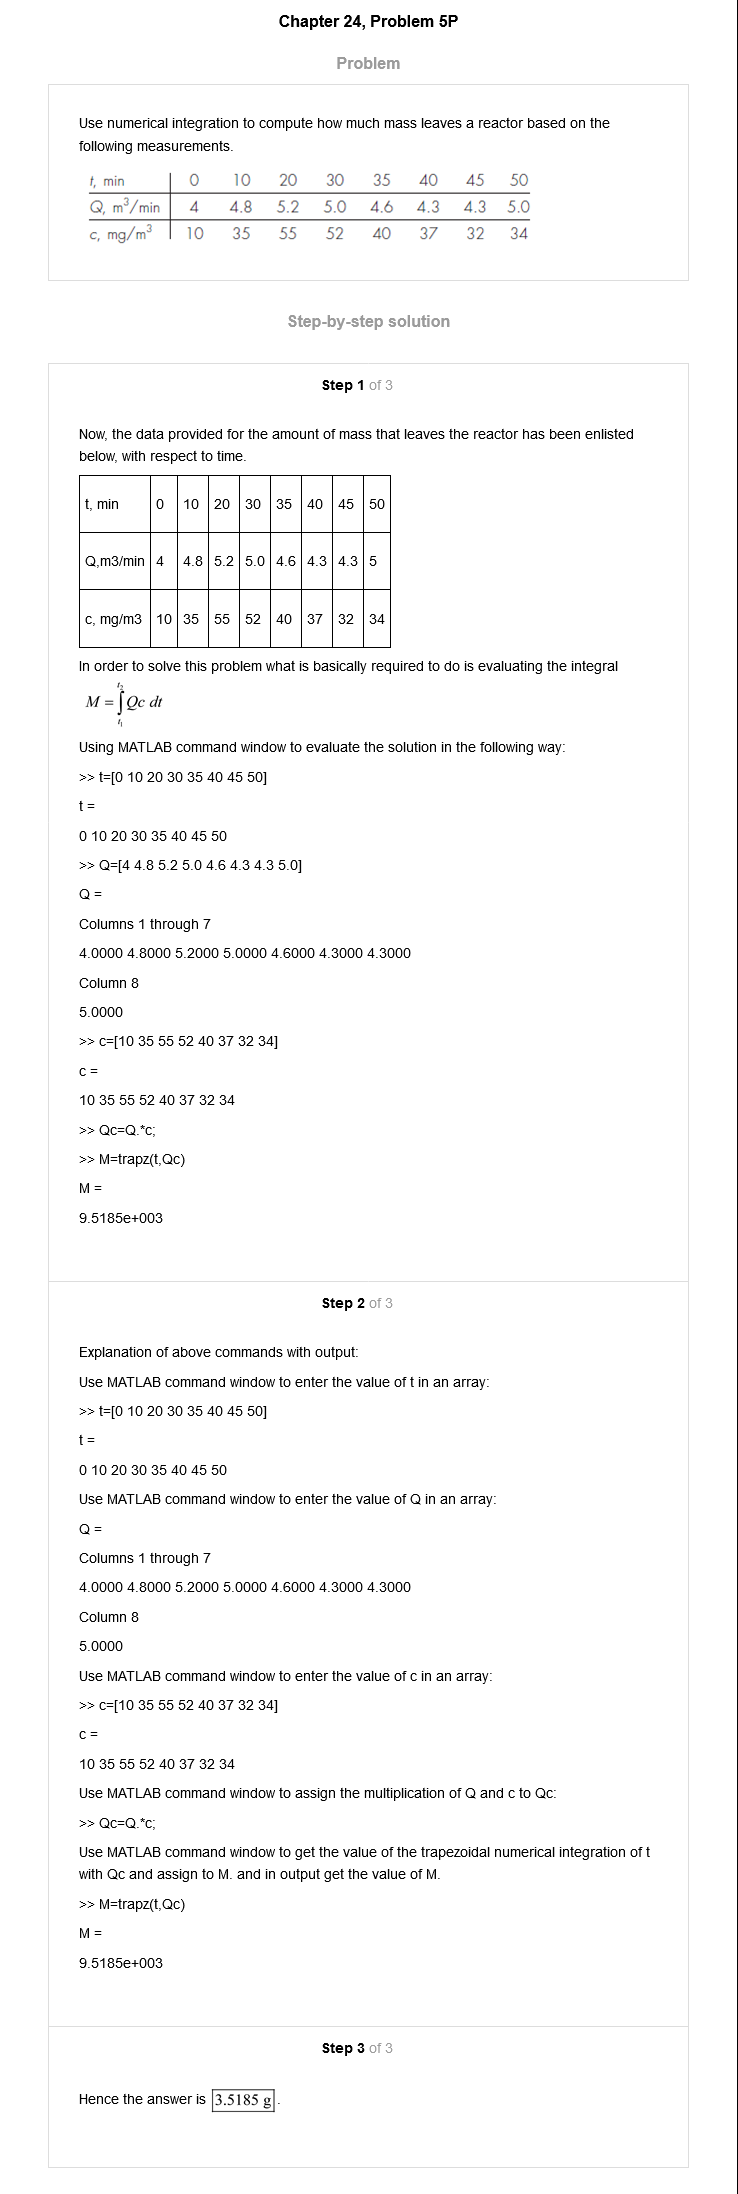 Chapter 24, Problem 5P
Problem
Use numerical integration to compute how much mass leaves a reactor based on the
following measurements.
t, min 0 10 20 30 35 40 45 50
Q, m³/min 4 4.8 5.2 5.0 4.6 4.3 4.3 5.0
c, mg/m³ 10 35 55 52 40 37 32 34
Step-by-step solution
Step 1 of 3
Now, the data provided for the amount of mass that leaves the reactor has been enlisted
below, with respect to time.
t, min 0 10 20 30 35 40 45 50
Q,m3/min 4 4.8 5.2 5.0 4.6 4.3 4.3 5
c, mg/m3 10 35 55 52 40 37 32 34
In order to solve this problem what is basically required to do is evaluating the integral
M = ∫_{t₁}^{t₂} Qc dt
Using MATLAB command window to evaluate the solution in the following way:
>> t=[0 10 20 30 35 40 45 50]
t =
0 10 20 30 35 40 45 50
>> Q=[4 4.8 5.2 5.0 4.6 4.3 4.3 5.0]
Q =
Columns 1 through 7
4.0000 4.8000 5.2000 5.0000 4.6000 4.3000 4.3000
Column 8
5.0000
>> c=[10 35 55 52 40 37 32 34]
c =
10 35 55 52 40 37 32 34
>> Qc=Q.*c;
>> M=trapz(t,Qc)
M =
9.5185e+003
Step 2 of 3
Explanation of above commands with output:
Use MATLAB command window to enter the value of t in an array:
>> t=[0 10 20 30 35 40 45 50]
t =
0 10 20 30 35 40 45 50
Use MATLAB command window to enter the value of Q in an array:
Q =
Columns 1 through 7
4.0000 4.8000 5.2000 5.0000 4.6000 4.3000 4.3000
Column 8
5.0000
Use MATLAB command window to enter the value of c in an array:
>> c=[10 35 55 52 40 37 32 34]
c =
10 35 55 52 40 37 32 34
Use MATLAB command window to assign the multiplication of Q and c to Qc:
>> Qc=Q.*c;
Use MATLAB command window to get the value of the trapezoidal numerical integration of t
with Qc and assign to M. and in output get the value of M.
>> M=trapz(t,Qc)
M =
9.5185e+003
Step 3 of 3
Hence the answer is 3.5185 g.